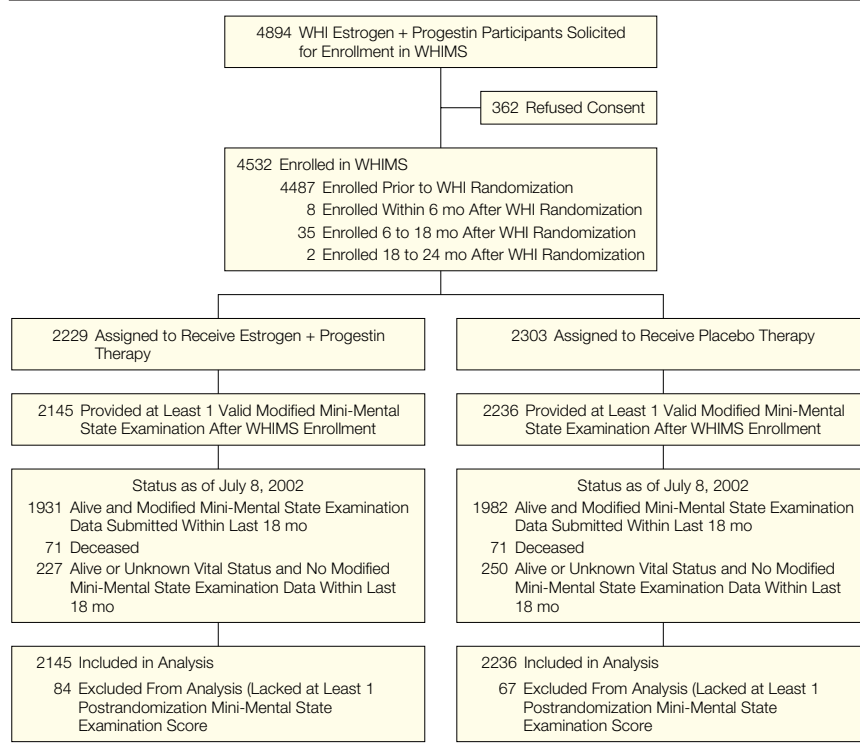 4894 WHI Estrogen + Progestin Participants Solicited
for Enrollment in WHIMS
362 Refused Consent
4532 Enrolled in WHIMS
4487 Enrolled Prior to WHI Randomization
8 Enrolled Within 6 mo After WHI Randomization
35 Enrolled 6 to 18 mo After WHI Randomization
2 Enrolled 18 to 24 mo After WHI Randomization
2229 Assigned to Receive Estrogen + Progestin
Therapy
2145 Provided at Least 1 Valid Modified Mini-Mental
State Examination After WHIMS Enrollment
Status as of July 8, 2002
1931 Alive and Modified Mini-Mental State Examination
Data Submitted Within Last 18 mo
71 Deceased
227 Alive or Unknown Vital Status and No Modified
Mini-Mental State Examination Data Within Last
18 mo
2145 Included in Analysis
84 Excluded From Analysis (Lacked at Least 1
Postrandomization Mini-Mental State
Examination Score
2303 Assigned to Receive Placebo Therapy
2236 Provided at Least 1 Valid Modified Mini-Mental
State Examination After WHIMS Enrollment
Status as of July 8, 2002
1982 Alive and Modified Mini-Mental State Examination
Data Submitted Within Last 18 mo
71 Deceased
250 Alive or Unknown Vital Status and No Modified
Mini-Mental State Examination Data Within Last
18 mo
2236 Included in Analysis
67 Excluded From Analysis (Lacked at Least 1
Postrandomization Mini-Mental State
Examination Score